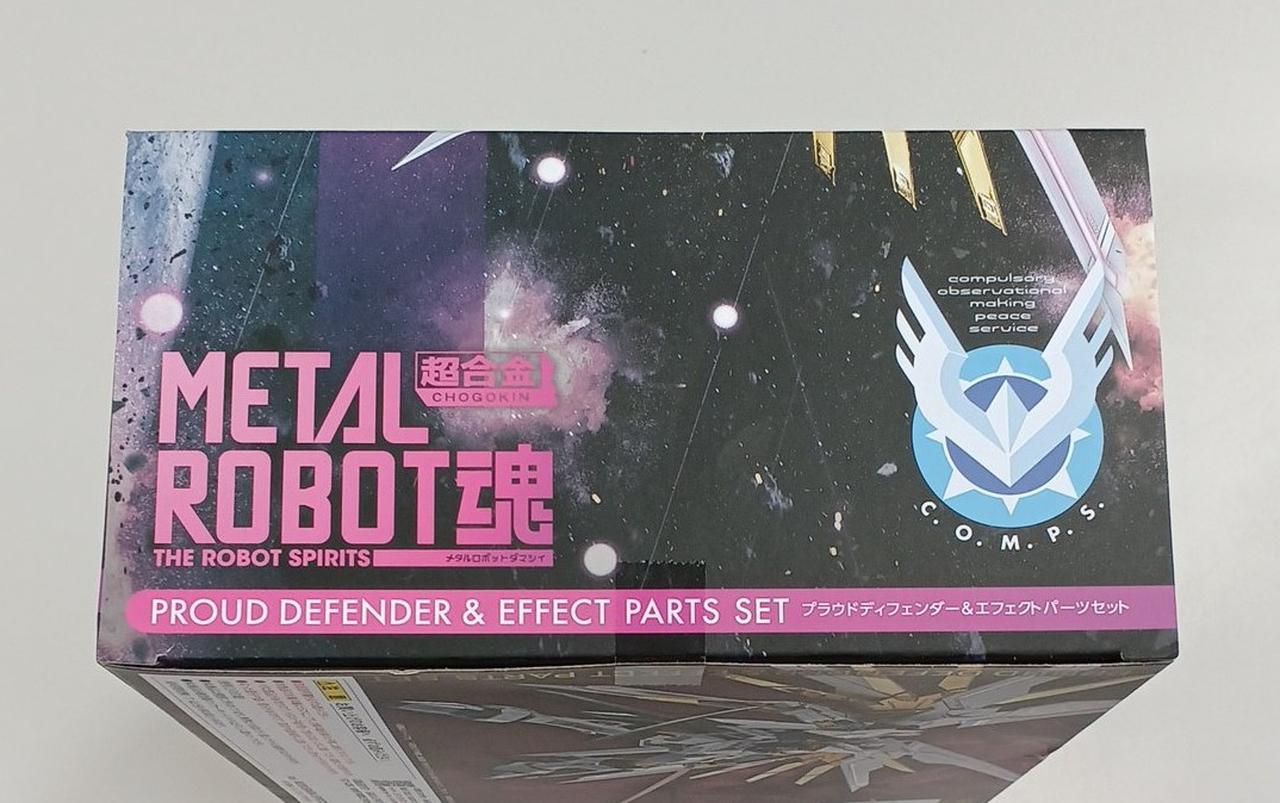 METAL
超合金
CHOGOKIN
ROBOT魂
THE ROBOT SPIRITS
メタルロボットダマシイ
compulsory
observational
making
peace
service
C. O. M. P. S.
PROUD DEFENDER & EFFECT PARTS SET プラウドディフェンダー&エフェクトパーツセット